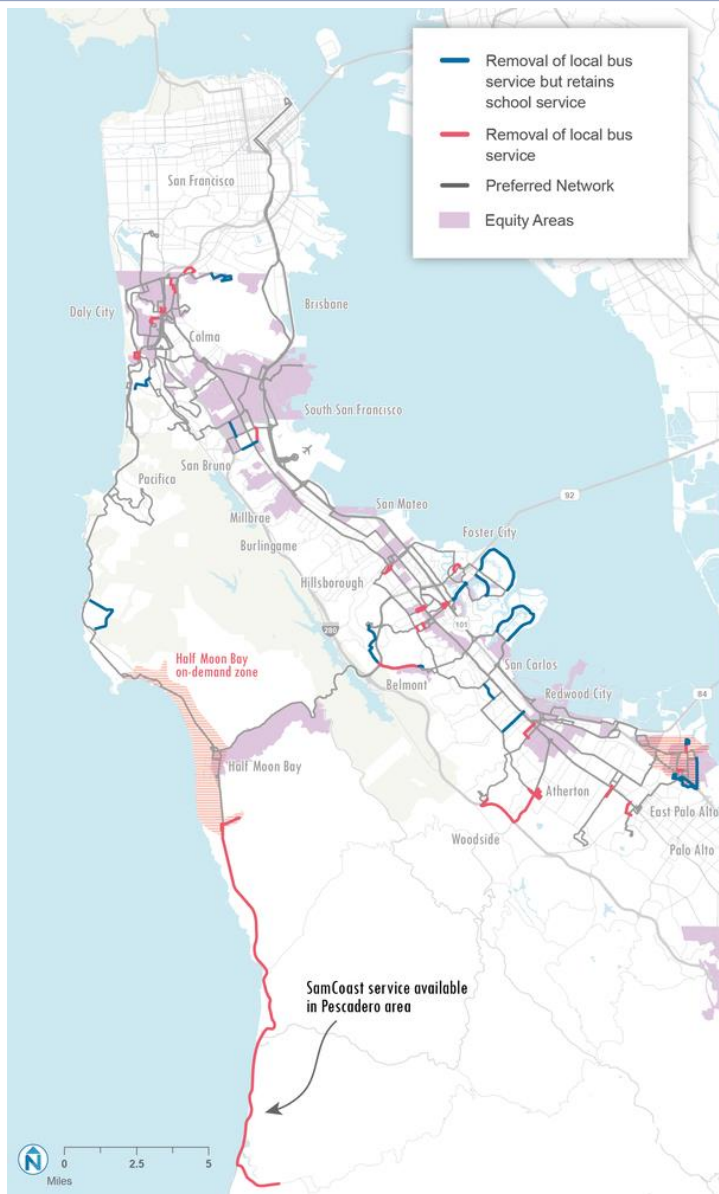 Removal of local bus
service but retains
school service
Removal of local bus
service
Preferred Network
Equity Areas
San Francisco
Daly City
Brisbane
Colma
South San Francisco
San Bruno
Pacifica
Millbrae
San Mateo
92
Burlingame
Foster City
Hillsborough
280
101
Half Moon Bay
on-demand zone
San Carlos
Belmont
Redwood City
84
Half Moon Bay
Atherton
East Palo Alto
Woodside
Palo Alto
SamCoast service available
in Pescadero area
N
0
2.5
5
Miles